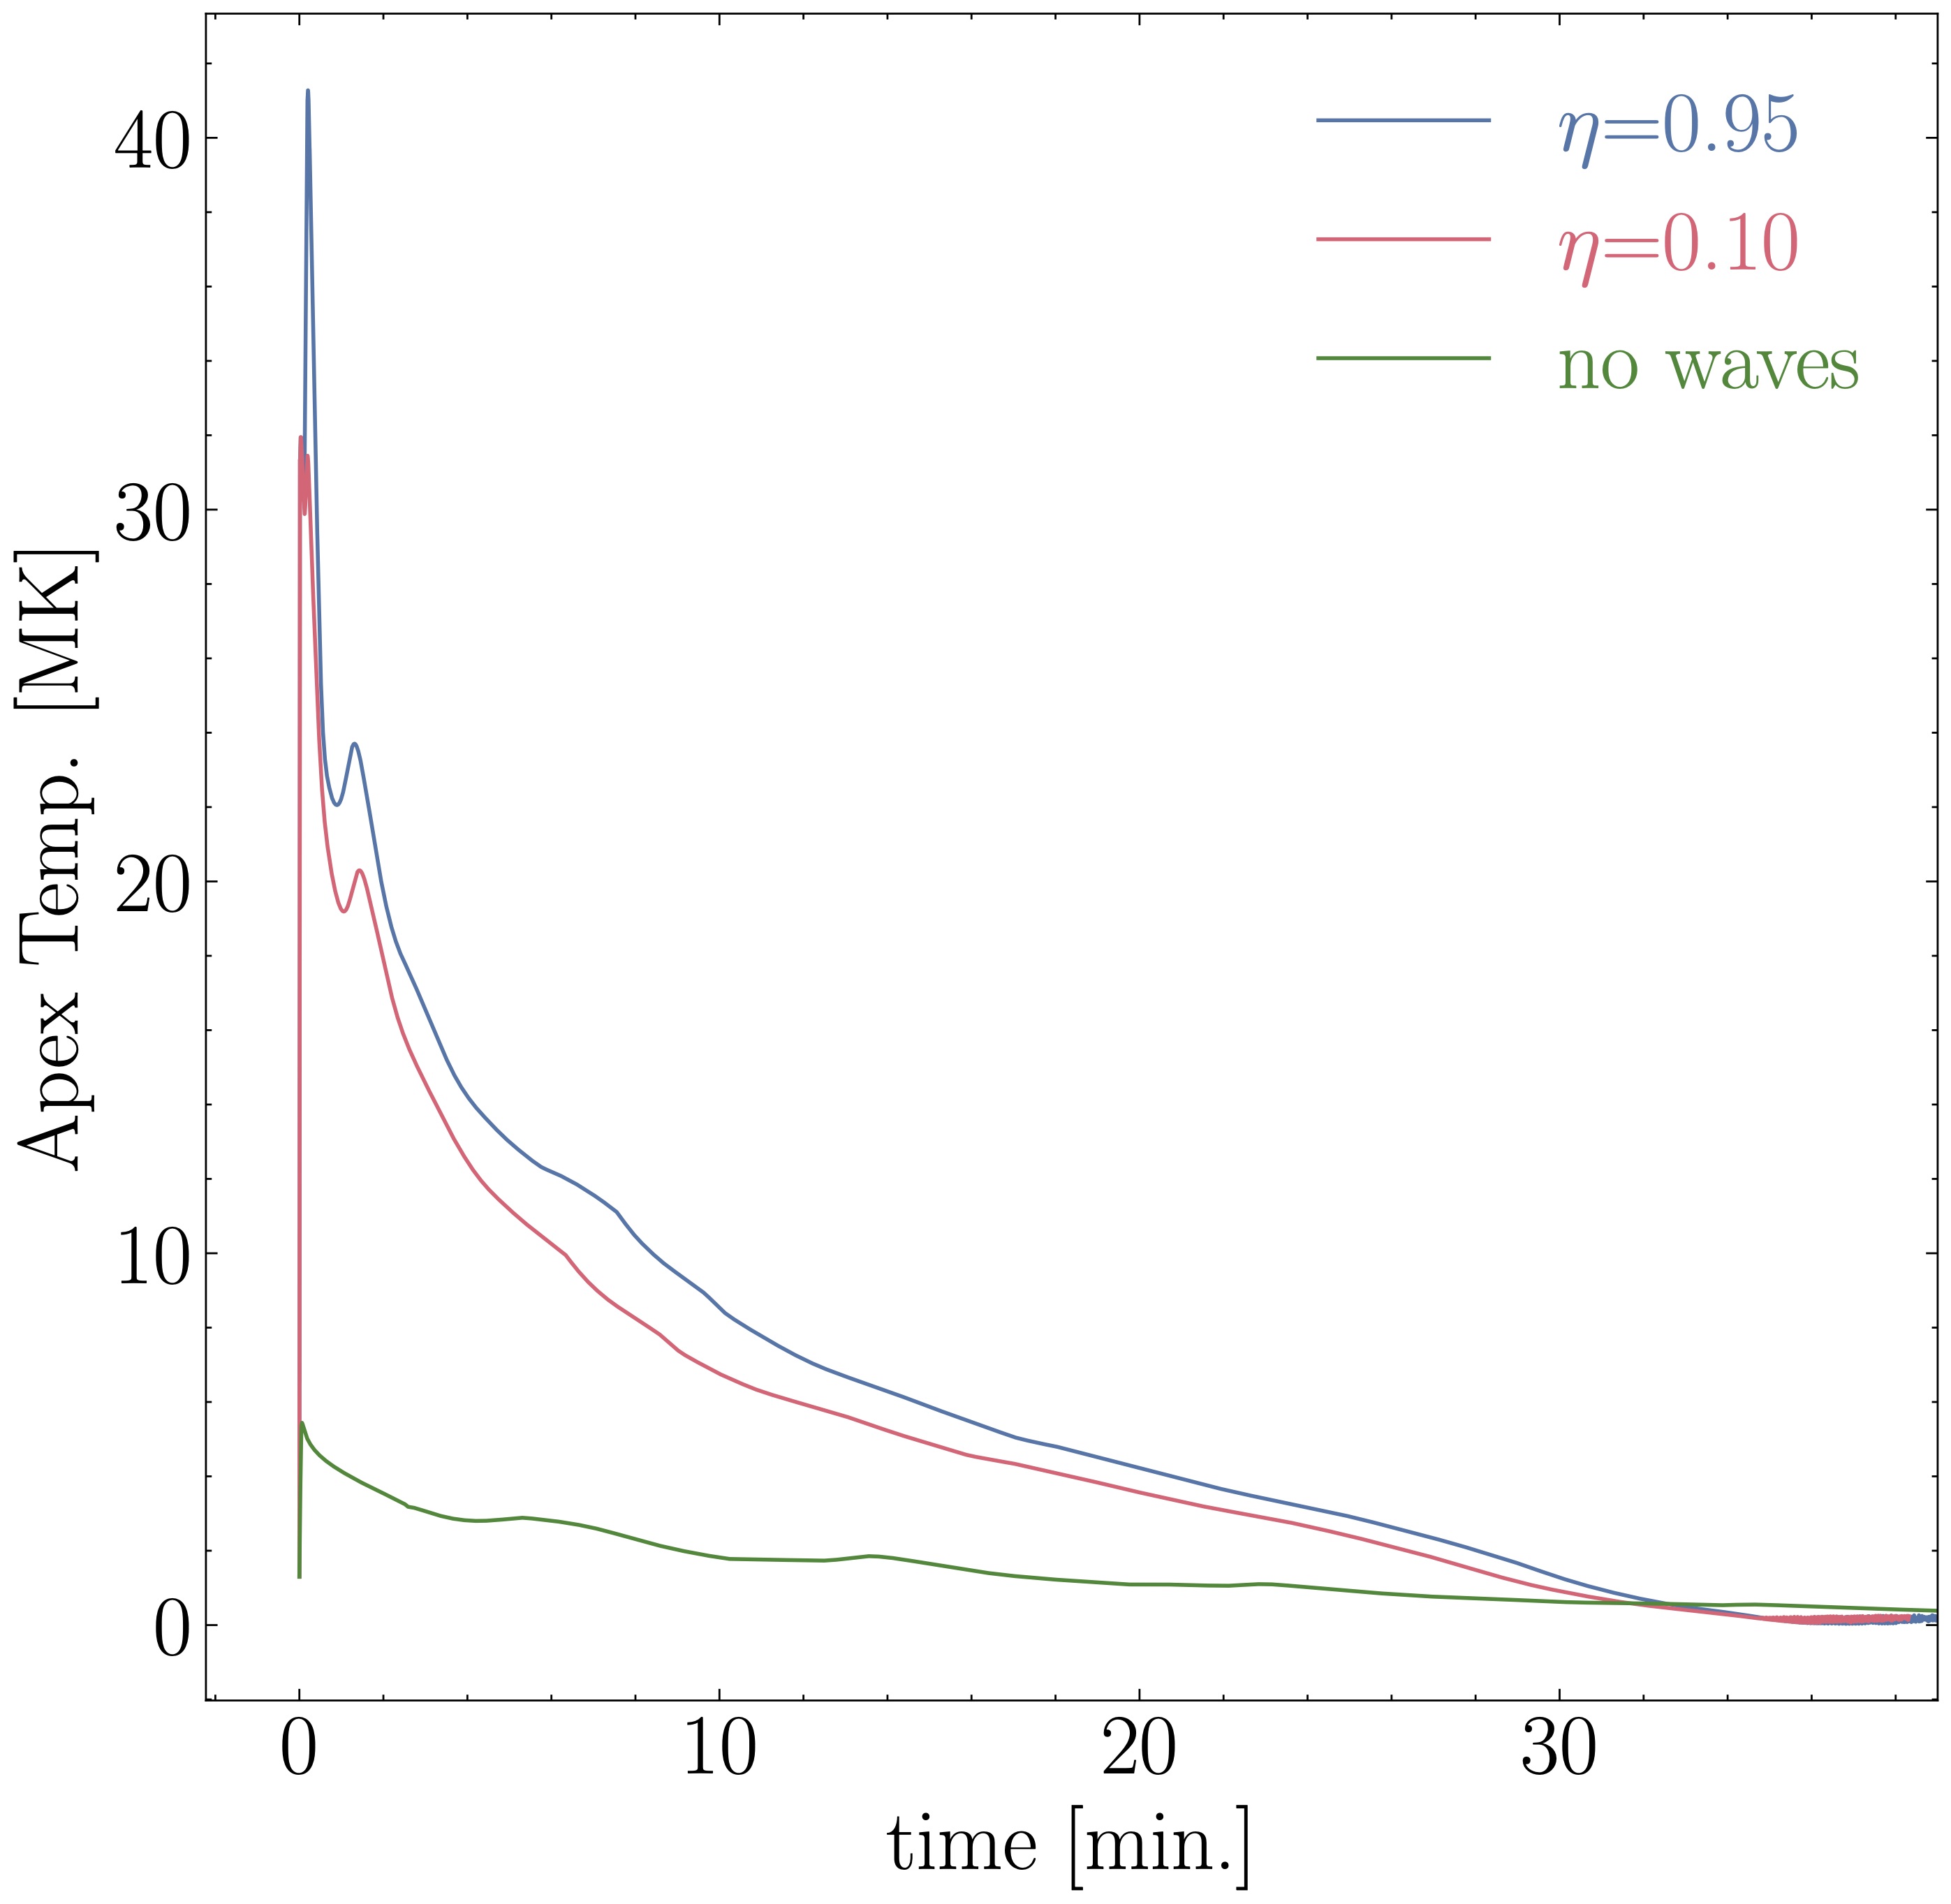 40
30
20
10
0
Apex Temp. [MK]
η=0.95
η=0.10
no waves
0 10 20 30
time [min.]